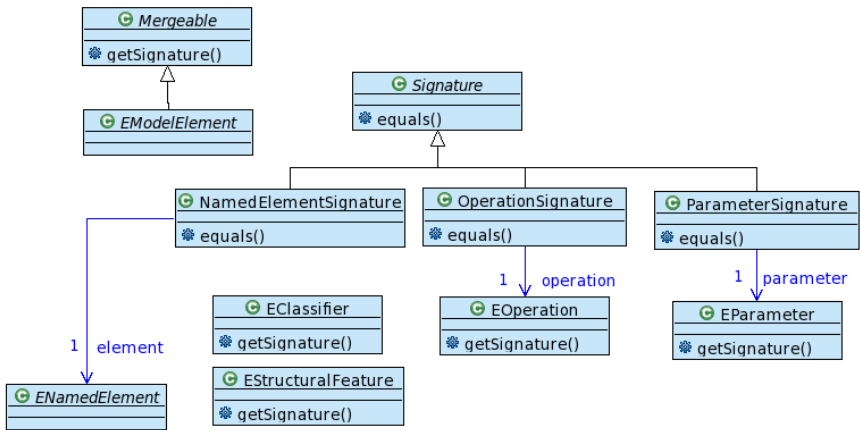 Mergeable
getSignature()
EModelElement
Signature
equals()
NamedElementSignature
equals()
OperationSignature
equals()
ParameterSignature
equals()
1 element
1 operation
1 parameter
EClassifier
getSignature()
EOperation
getSignature()
EParameter
getSignature()
EStructuralFeature
getSignature()
ENamedElement